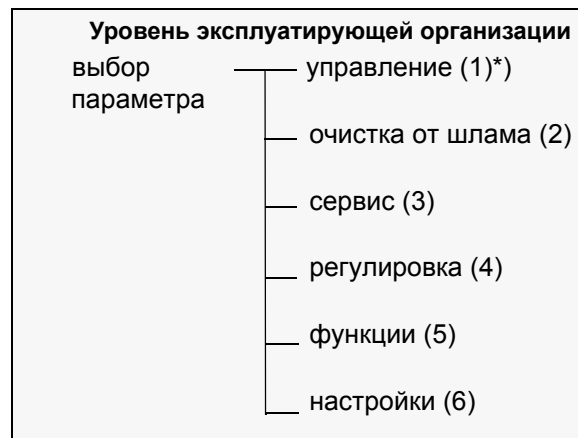 Уровень эксплуатирующей организации
выбор управление (1)*)
параметра
очистка от шлама (2)
сервис (3)
регулировка (4)
функции (5)
настройки (6)